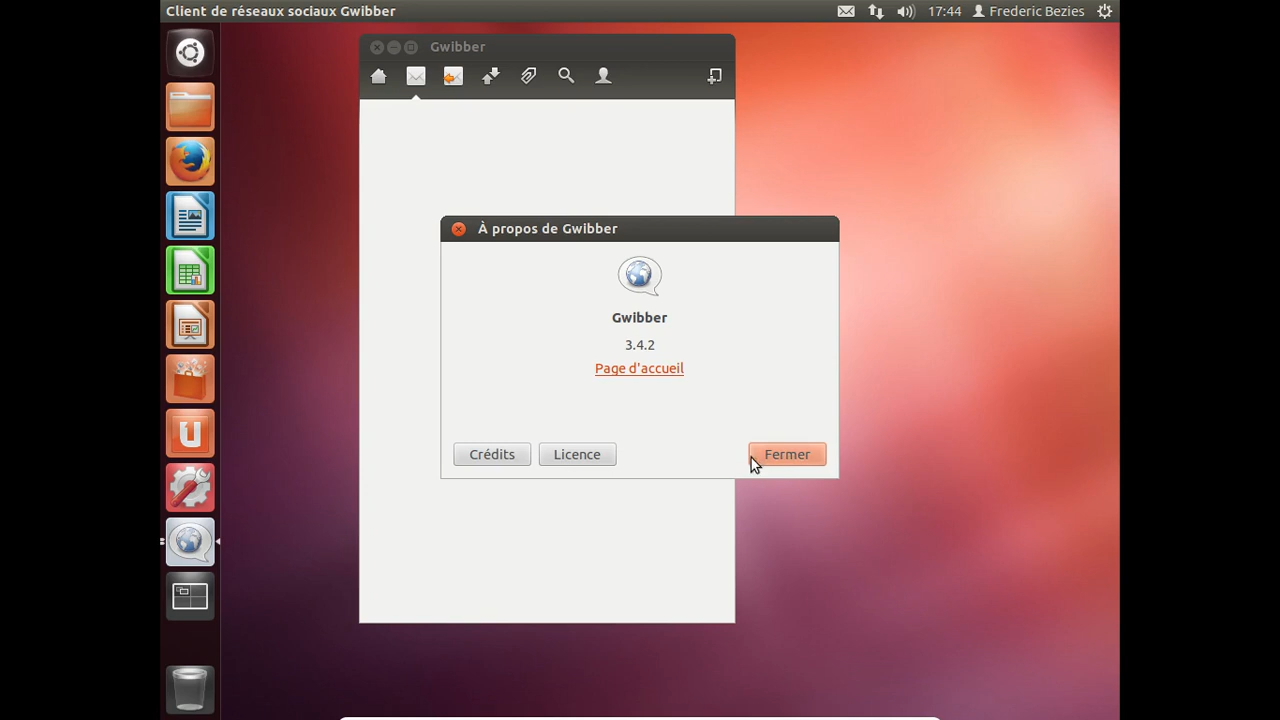 Client de réseaux sociaux Gwibber
17:44
Frederic Bezies
Gwibber
À propos de Gwibber
Gwibber
3.4.2
Page d'accueil
Crédits
Licence
Fermer
U